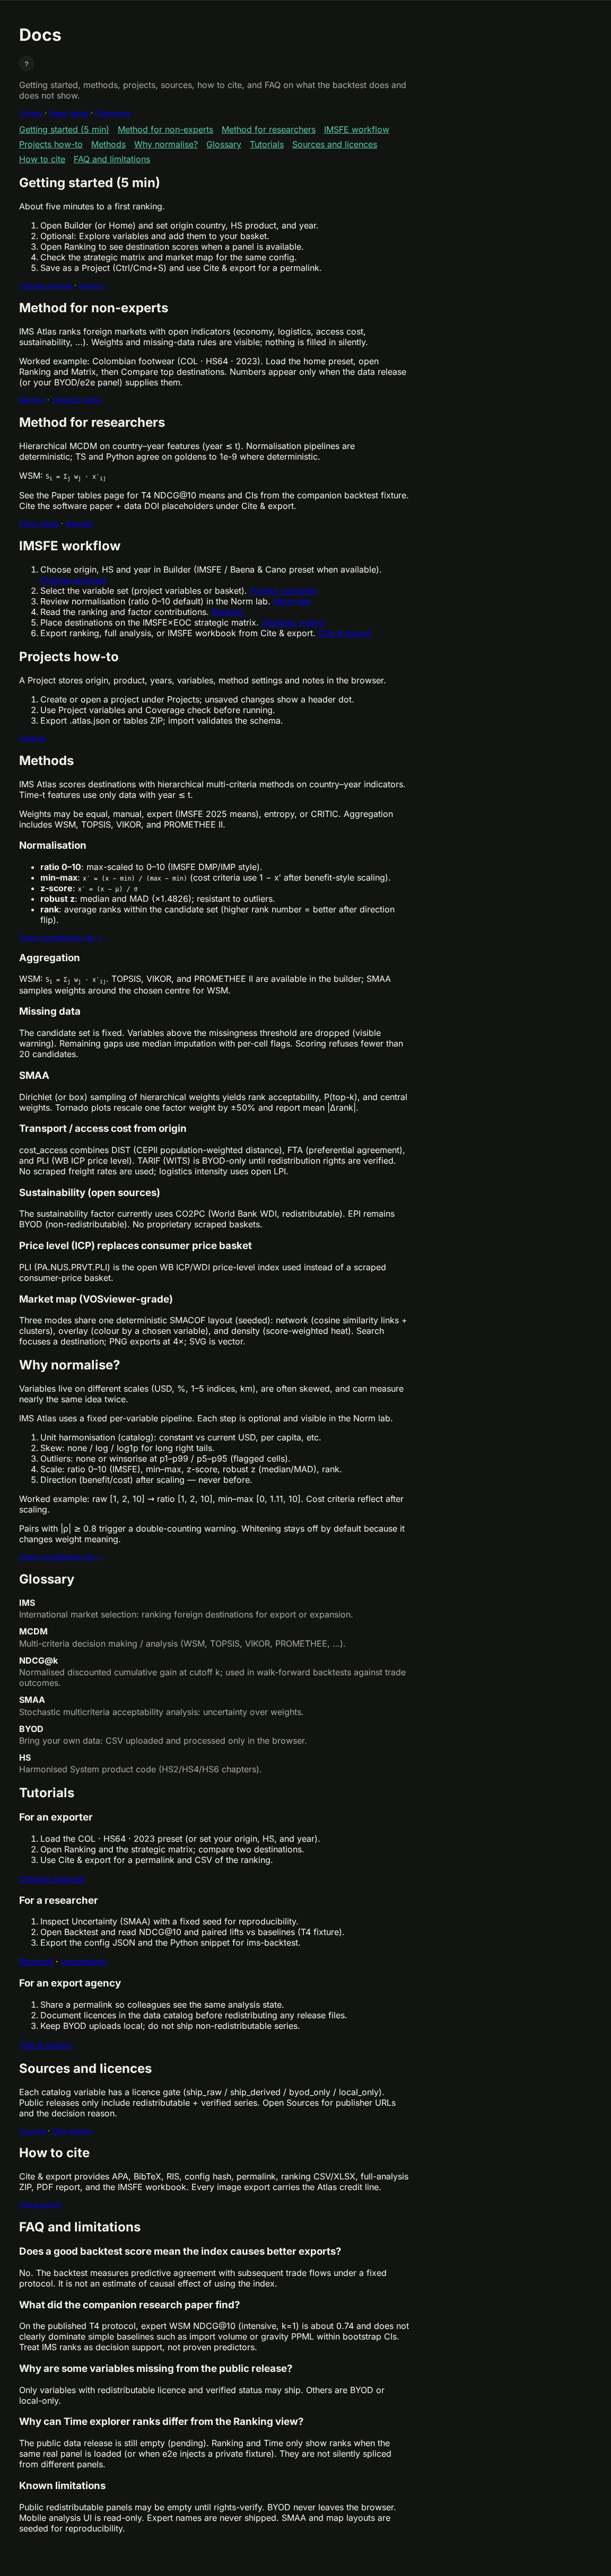 Docs
?
Getting started, methods, projects, sources, how to cite, and FAQ on what the backtest does and
does not show.
Getting started (5 min) Method for non-experts Method for researchers IMSFE workflow
Projects how-to Methods Why normalise? Glossary Tutorials Sources and licences
How to cite FAQ and limitations
Getting started (5 min)
About five minutes to a first ranking.
1. Open Builder (or Home) and set origin country, HS product, and year.
2. Optional: Explore variables and add them to your basket.
3. Open Ranking to see destination scores when a panel is available.
4. Check the strategic matrix and market map for the same config.
5. Save as a Project (Ctrl/Cmd+S) and use Cite & export for a permalink.
Method for non-experts
IMS Atlas ranks foreign markets with open indicators (economy, logistics, access cost,
sustainability, …). Weights and missing-data rules are visible; nothing is filled in silently.
Worked example: Colombian footwear (COL · HS64 · 2023). Load the home preset, open
Ranking and Matrix, then Compare top destinations. Numbers appear only when the data release
(or your BYOD/e2e panel) supplies them.
Method for researchers
Hierarchical MCDM on country–year features (year ≤ t). Normalisation pipelines are
deterministic; TS and Python agree on goldens to 1e-9 where deterministic.
WSM: Sᵢ = Σⱼ wⱼ · x′ᵢⱼ
See the Paper tables page for T4 NDCG@10 means and CIs from the companion backtest fixture.
Cite the software paper + data DOI placeholders under Cite & export.
IMSFE workflow
1. Choose origin, HS and year in Builder (IMSFE / Baena & Cano preset when available).
Change analysis
2. Select the variable set (project variables or basket). Project variables
3. Review normalisation (ratio 0–10 default) in the Norm lab. Norm lab
4. Read the ranking and factor contributions. Ranking
5. Place destinations on the IMSFE×EOC strategic matrix. Strategic matrix
6. Export ranking, full analysis, or IMSFE workbook from Cite & export. Cite & export
Projects how-to
A Project stores origin, product, years, variables, method settings and notes in the browser.
1. Create or open a project under Projects; unsaved changes show a header dot.
2. Use Project variables and Coverage check before running.
3. Export .atlas.json or tables ZIP; import validates the schema.
Methods
IMS Atlas scores destinations with hierarchical multi-criteria methods on country–year indicators.
Time-t features use only data with year ≤ t.
Weights may be equal, manual, expert (IMSFE 2025 means), entropy, or CRITIC. Aggregation
includes WSM, TOPSIS, VIKOR, and PROMETHEE II.
Normalisation
• ratio 0–10: max-scaled to 0–10 (IMSFE DMP/IMP style).
• min–max: x′ = (x − min) / (max − min) (cost criteria use 1 − x′ after benefit-style scaling).
• z-score: x′ = (x − μ) / σ
• robust z: median and MAD (×1.4826); resistant to outliers.
• rank: average ranks within the candidate set (higher rank number = better after direction
flip).
Aggregation
WSM: Sᵢ = Σⱼ wⱼ · x′ᵢⱼ. TOPSIS, VIKOR, and PROMETHEE II are available in the builder; SMAA
samples weights around the chosen centre for WSM.
Missing data
The candidate set is fixed. Variables above the missingness threshold are dropped (visible
warning). Remaining gaps use median imputation with per-cell flags. Scoring refuses fewer than
20 candidates.
SMAA
Dirichlet (or box) sampling of hierarchical weights yields rank acceptability, P(top-k), and central
weights. Tornado plots rescale one factor weight by ±50% and report mean |Δrank|.
Transport / access cost from origin
cost_access combines DIST (CEPII population-weighted distance), FTA (preferential agreement),
and PLI (WB ICP price level). TARIF (WITS) is BYOD-only until redistribution rights are verified.
No scraped freight rates are used; logistics intensity uses open LPI.
Sustainability (open sources)
The sustainability factor currently uses CO2PC (World Bank WDI, redistributable). EPI remains
BYOD (non-redistributable). No proprietary scraped baskets.
Price level (ICP) replaces consumer price basket
PLI (PA.NUS.PRVT.PLI) is the open WB ICP/WDI price-level index used instead of a scraped
consumer-price basket.
Market map (VOSviewer-grade)
Three modes share one deterministic SMACOF layout (seeded): network (cosine similarity links +
clusters), overlay (colour by a chosen variable), and density (score-weighted heat). Search
focuses a destination; PNG exports at 4×; SVG is vector.
Why normalise?
Variables live on different scales (USD, %, 1–5 indices, km), are often skewed, and can measure
nearly the same idea twice.
IMS Atlas uses a fixed per-variable pipeline. Each step is optional and visible in the Norm lab.
1. Unit harmonisation (catalog): constant vs current USD, per capita, etc.
2. Skew: none / log / log1p for long right tails.
3. Outliers: none or winsorise at p1–p99 / p5–p95 (flagged cells).
4. Scale: ratio 0–10 (IMSFE), min–max, z-score, robust z (median/MAD), rank.
5. Direction (benefit/cost) after scaling — never before.
Worked example: raw [1, 2, 10] → ratio [1, 2, 10], min–max [0, 1.11, 10]. Cost criteria reflect after
scaling.
Pairs with |ρ| ≥ 0.8 trigger a double-counting warning. Whitening stays off by default because it
changes weight meaning.
Glossary
IMS
International market selection: ranking foreign destinations for export or expansion.
MCDM
Multi-criteria decision making / analysis (WSM, TOPSIS, VIKOR, PROMETHEE, …).
NDCG@k
Normalised discounted cumulative gain at cutoff k; used in walk-forward backtests against trade
outcomes.
SMAA
Stochastic multicriteria acceptability analysis: uncertainty over weights.
BYOD
Bring your own data: CSV uploaded and processed only in the browser.
HS
Harmonised System product code (HS2/HS4/HS6 chapters).
Tutorials
For an exporter
1. Load the COL · HS64 · 2023 preset (or set your origin, HS, and year).
2. Open Ranking and the strategic matrix; compare two destinations.
3. Use Cite & export for a permalink and CSV of the ranking.
Change analysis
For a researcher
1. Inspect Uncertainty (SMAA) with a fixed seed for reproducibility.
2. Open Backtest and read NDCG@10 and paired lifts vs baselines (T4 fixture).
3. Export the config JSON and the Python snippet for ims-backtest.
Backtest · Uncertainty
For an export agency
1. Share a permalink so colleagues see the same analysis state.
2. Document licences in the data catalog before redistributing any release files.
3. Keep BYOD uploads local; do not ship non-redistributable series.
Cite & export
Sources and licences
Each catalog variable has a licence gate (ship_raw / ship_derived / byod_only / local_only).
Public releases only include redistributable + verified series. Open Sources for publisher URLs
and the decision reason.
How to cite
Cite & export provides APA, BibTeX, RIS, config hash, permalink, ranking CSV/XLSX, full-analysis
ZIP, PDF report, and the IMSFE workbook. Every image export carries the Atlas credit line.
FAQ and limitations
Does a good backtest score mean the index causes better exports?
No. The backtest measures predictive agreement with subsequent trade flows under a fixed
protocol. It is not an estimate of causal effect of using the index.
What did the companion research paper find?
On the published T4 protocol, expert WSM NDCG@10 (intensive, k=1) is about 0.74 and does not
clearly dominate simple baselines such as import volume or gravity PPML within bootstrap CIs.
Treat IMS ranks as decision support, not proven predictors.
Why are some variables missing from the public release?
Only variables with redistributable licence and verified status may ship. Others are BYOD or
local-only.
Why can Time explorer ranks differ from the Ranking view?
The public data release is still empty (pending). Ranking and Time only show ranks when the
same real panel is loaded (or when e2e injects a private fixture). They are not silently spliced
from different panels.
Known limitations
Public redistributable panels may be empty until rights-verify. BYOD never leaves the browser.
Mobile analysis UI is read-only. Expert names are never shipped. SMAA and map layouts are
seeded for reproducibility.